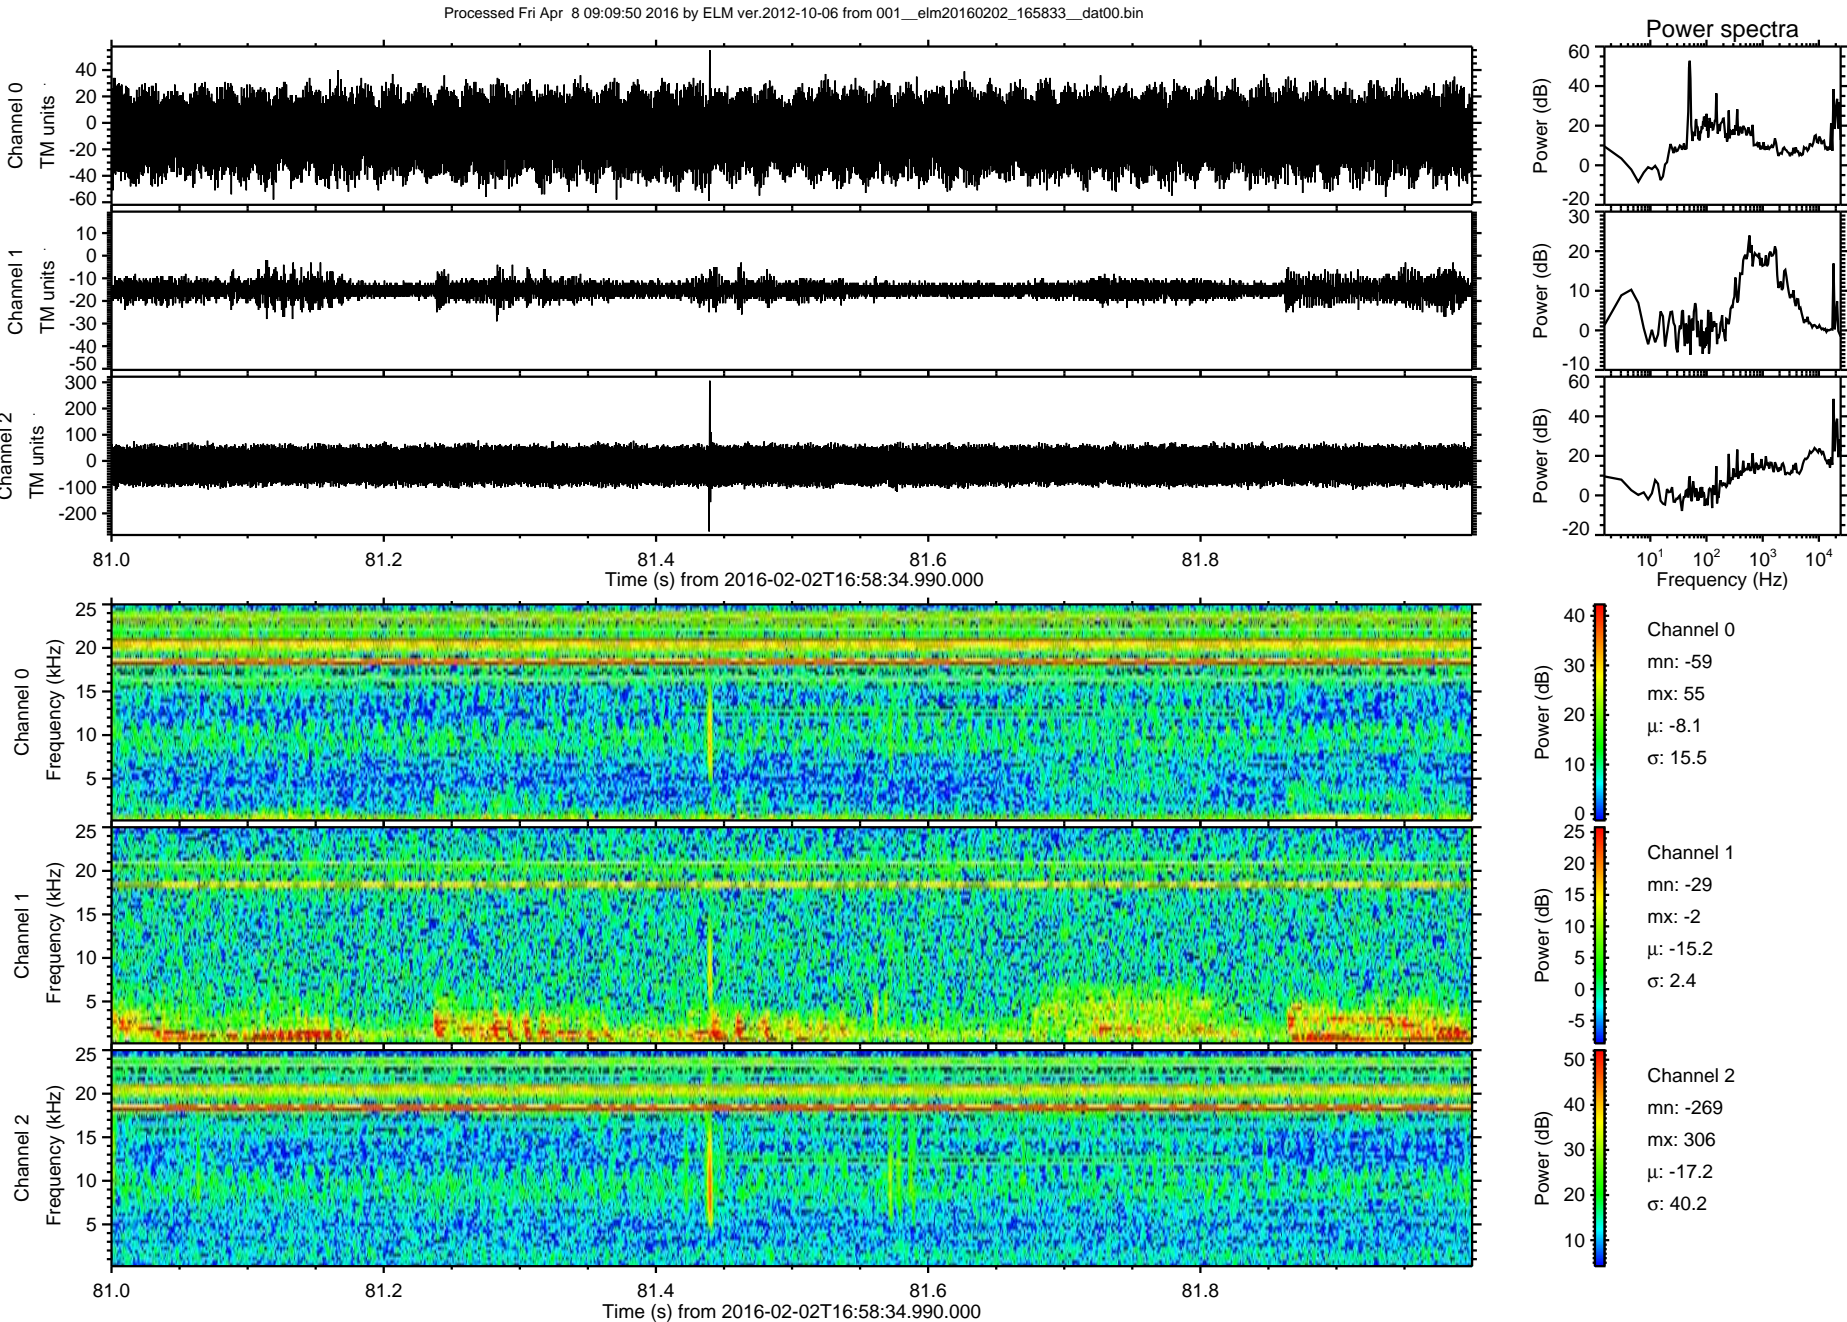 Processed Fri Apr  8 09:09:50 2016 by ELM ver.2012-10-06 from 001__elm20160202_165833__dat00.bin
Power spectra
Channel 0
TM units
40
20
0
-20
-40
-60
Power (dB)
60
40
20
0
-20
Channel 1
TM units
10
0
-10
-20
-30
-40
-50
Power (dB)
30
20
10
0
-10
Channel 2
TM units
300
200
100
0
-100
-200
Power (dB)
60
40
20
0
-20
81.0 81.2 81.4 81.6 81.8
Time (s) from 2016-02-02T16:58:34.990.000
10^1 10^2 10^3 10^4
Frequency (Hz)
Channel 0
Frequency (kHz)
25
20
15
10
5
Power (dB)
40
30
20
10
0
Channel 0
mn: -59
mx: 55
μ: -8.1
σ: 15.5
Channel 1
Frequency (kHz)
25
20
15
10
5
Power (dB)
25
20
15
10
5
0
-5
Channel 1
mn: -29
mx: -2
μ: -15.2
σ: 2.4
Channel 2
Frequency (kHz)
25
20
15
10
5
Power (dB)
50
40
30
20
10
Channel 2
mn: -269
mx: 306
μ: -17.2
σ: 40.2
81.0 81.2 81.4 81.6 81.8
Time (s) from 2016-02-02T16:58:34.990.000